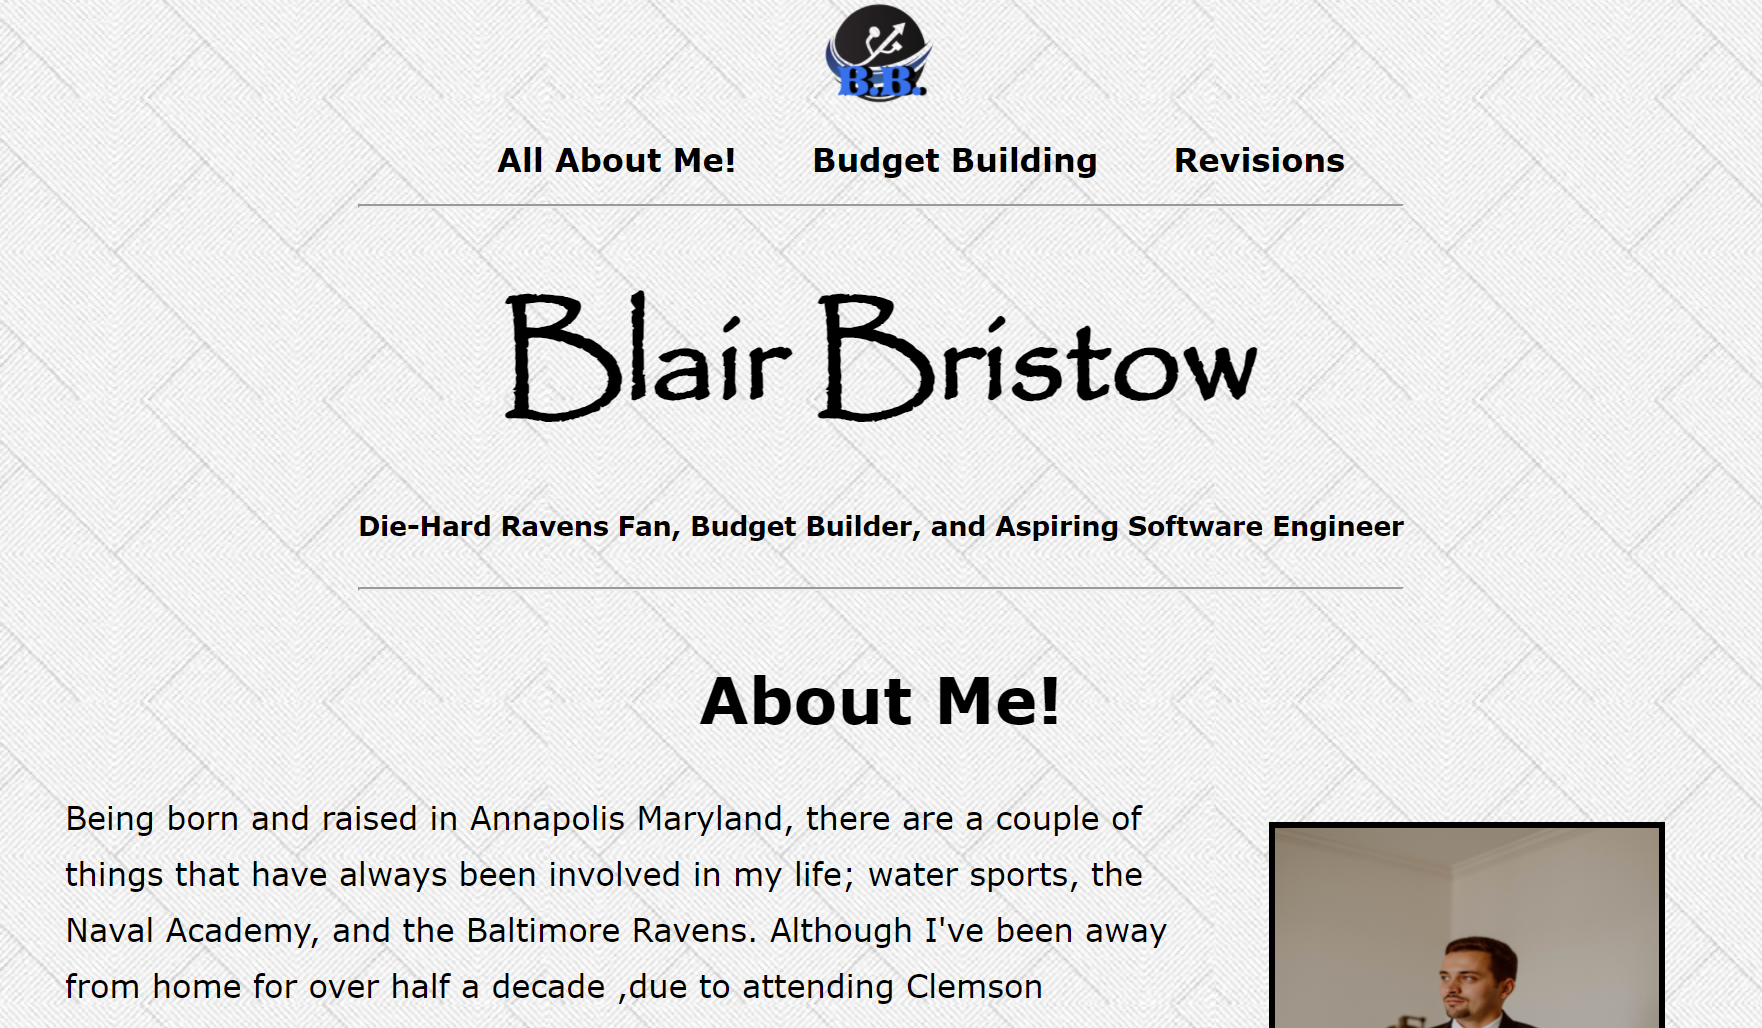 B.B.
All About Me! Budget Building Revisions
Blair Bristow
Die-Hard Ravens Fan, Budget Builder, and Aspiring Software Engineer
About Me!
Being born and raised in Annapolis Maryland, there are a couple of
things that have always been involved in my life; water sports, the
Naval Academy, and the Baltimore Ravens. Although I've been away
from home for over half a decade ,due to attending Clemson